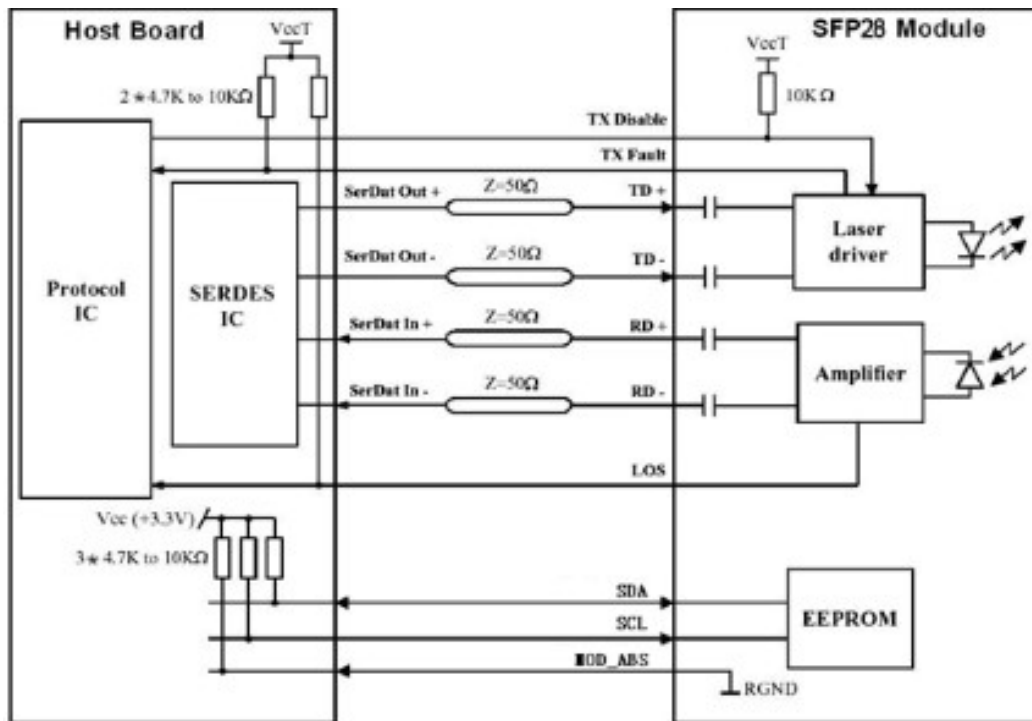 Host Board
SFP28 Module
VccT
VccT
2*4.7K to 10KΩ
10KΩ
TX Disable
TX Fault
SerDat Out +
Z=50Ω
TD +
Laser
driver
SerDat Out -
Z=50Ω
TD -
Protocol
IC
SERDES
IC
SerDat In +
Z=50Ω
RD +
Amplifier
SerDat In -
Z=50Ω
RD -
LOS
Vcc (+3.3V)
3*4.7K to 10KΩ
SDA
EEPROM
SCL
MOD_ABS
RGND